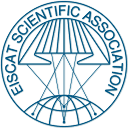 EISCAT SCIENTIFIC ASSOCIATION